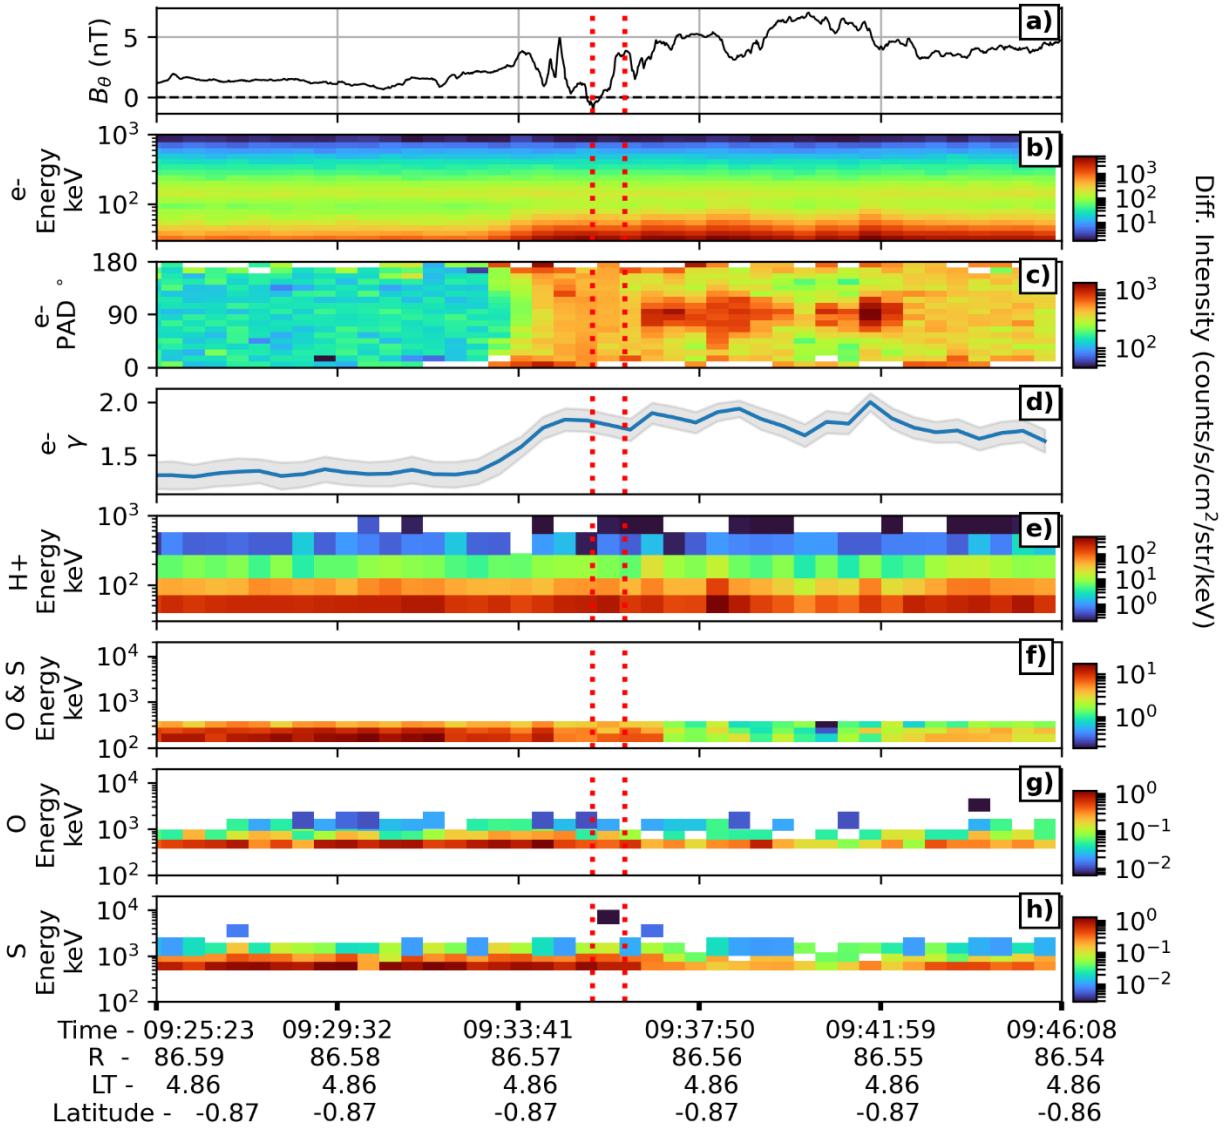 a)
5
0
B_θ (nT)
b)
10^3
10^2
e-
Energy
keV
10^3
10^2
10^1
c)
180
90
0
e-
PAD °
10^3
10^2
d)
2.0
1.5
e-
γ
e)
10^3
10^2
H+
Energy
keV
10^2
10^1
10^0
f)
10^4
10^3
10^2
O & S
Energy
keV
10^1
10^0
g)
10^4
10^3
10^2
O
Energy
keV
10^0
10^-1
10^-2
h)
10^4
10^3
10^2
S
Energy
keV
10^0
10^-1
10^-2
Diff. Intensity (counts/s/cm^2/str/keV)
Time - 09:25:23 09:29:32 09:33:41 09:37:50 09:41:59 09:46:08
R - 86.59 86.58 86.57 86.56 86.55 86.54
LT - 4.86 4.86 4.86 4.86 4.86 4.86
Latitude - -0.87 -0.87 -0.87 -0.87 -0.87 -0.86